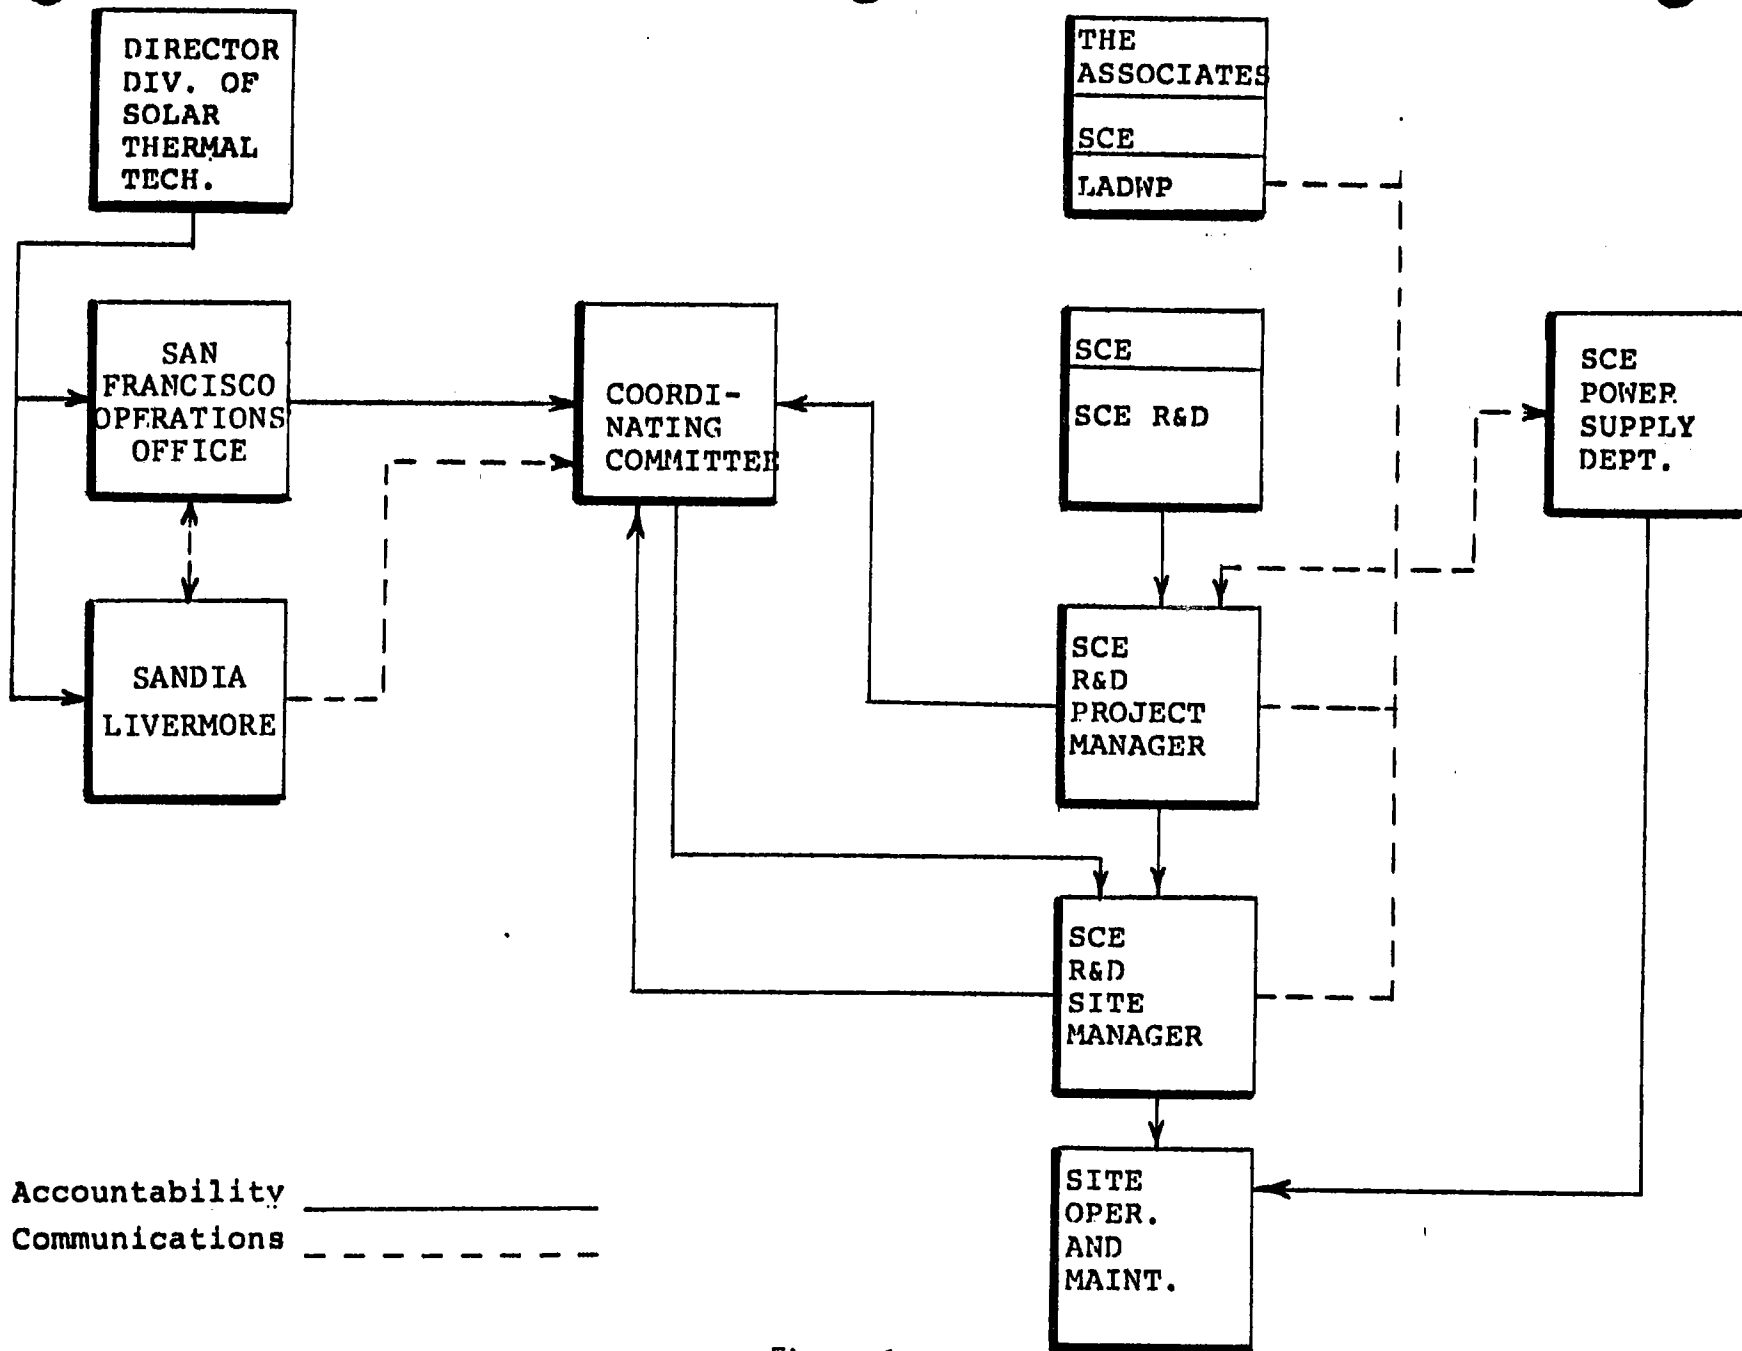 DIRECTOR
DIV. OF
SOLAR
THERMAL
TECH.
THE
ASSOCIATES
SCE
LADWP
SAN
FRANCISCO
OPERATIONS
OFFICE
COORDI-
NATING
COMMITTEE
SCE
SCE R&D
SCE
POWER
SUPPLY
DEPT.
SANDIA
LIVERMORE
SCE
R&D
PROJECT
MANAGER
SCE
R&D
SITE
MANAGER
SITE
OPER.
AND
MAINT.
Accountability
Communications